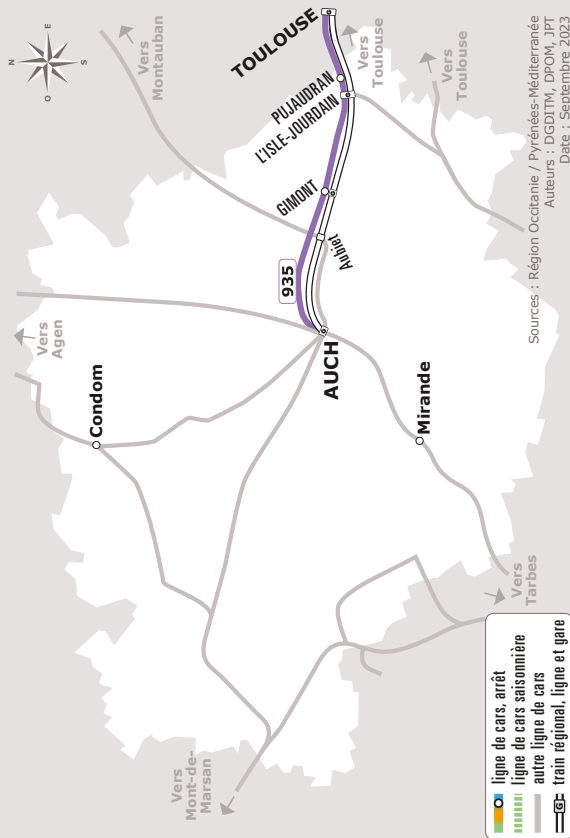 N
E
S
O
Vers
Montauban
TOULOUSE
Vers
Toulouse
PUJAUDRAN
L'ISLE-JOURDAIN
Vers
Toulouse
GIMONT
Aubiet
935
AUCH
Vers
Agen
Condom
Mirande
Vers
Tarbes
Vers
Mont-de-
Marsan
ligne de cars, arrêt
ligne de cars saisonnière
autre ligne de cars
G train régional, ligne et gare
Sources : Région Occitanie / Pyrénées-Méditerranée
Auteurs : DGDITM, DPOM, JPT
Date : Septembre 2023